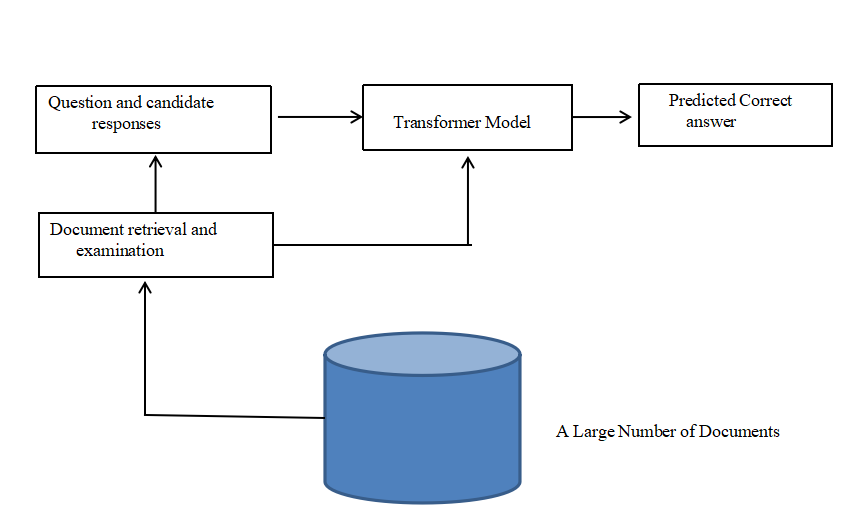 Question and candidate
responses
Transformer Model
Predicted Correct
answer
Document retrieval and
examination
A Large Number of Documents